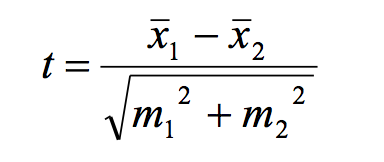 t = (x̄₁ − x̄₂) / √(m₁² + m₂²)